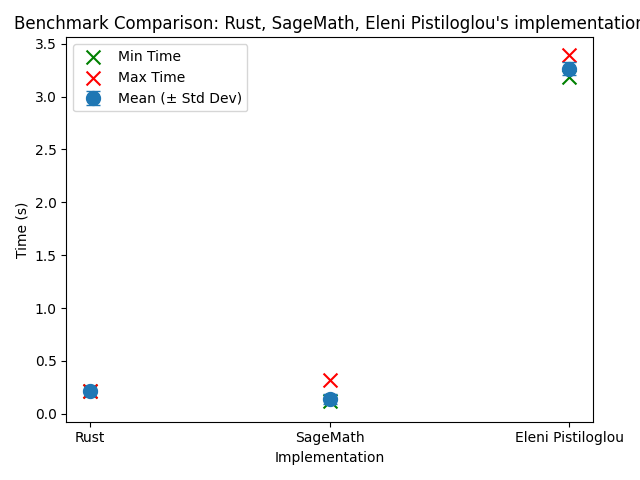 Benchmark Comparison: Rust, SageMath, Eleni Pistiloglou's implementation
Min Time
Max Time
Mean (± Std Dev)
Time (s)
3.5
3.0
2.5
2.0
1.5
1.0
0.5
0.0
Rust
SageMath
Eleni Pistiloglou
Implementation